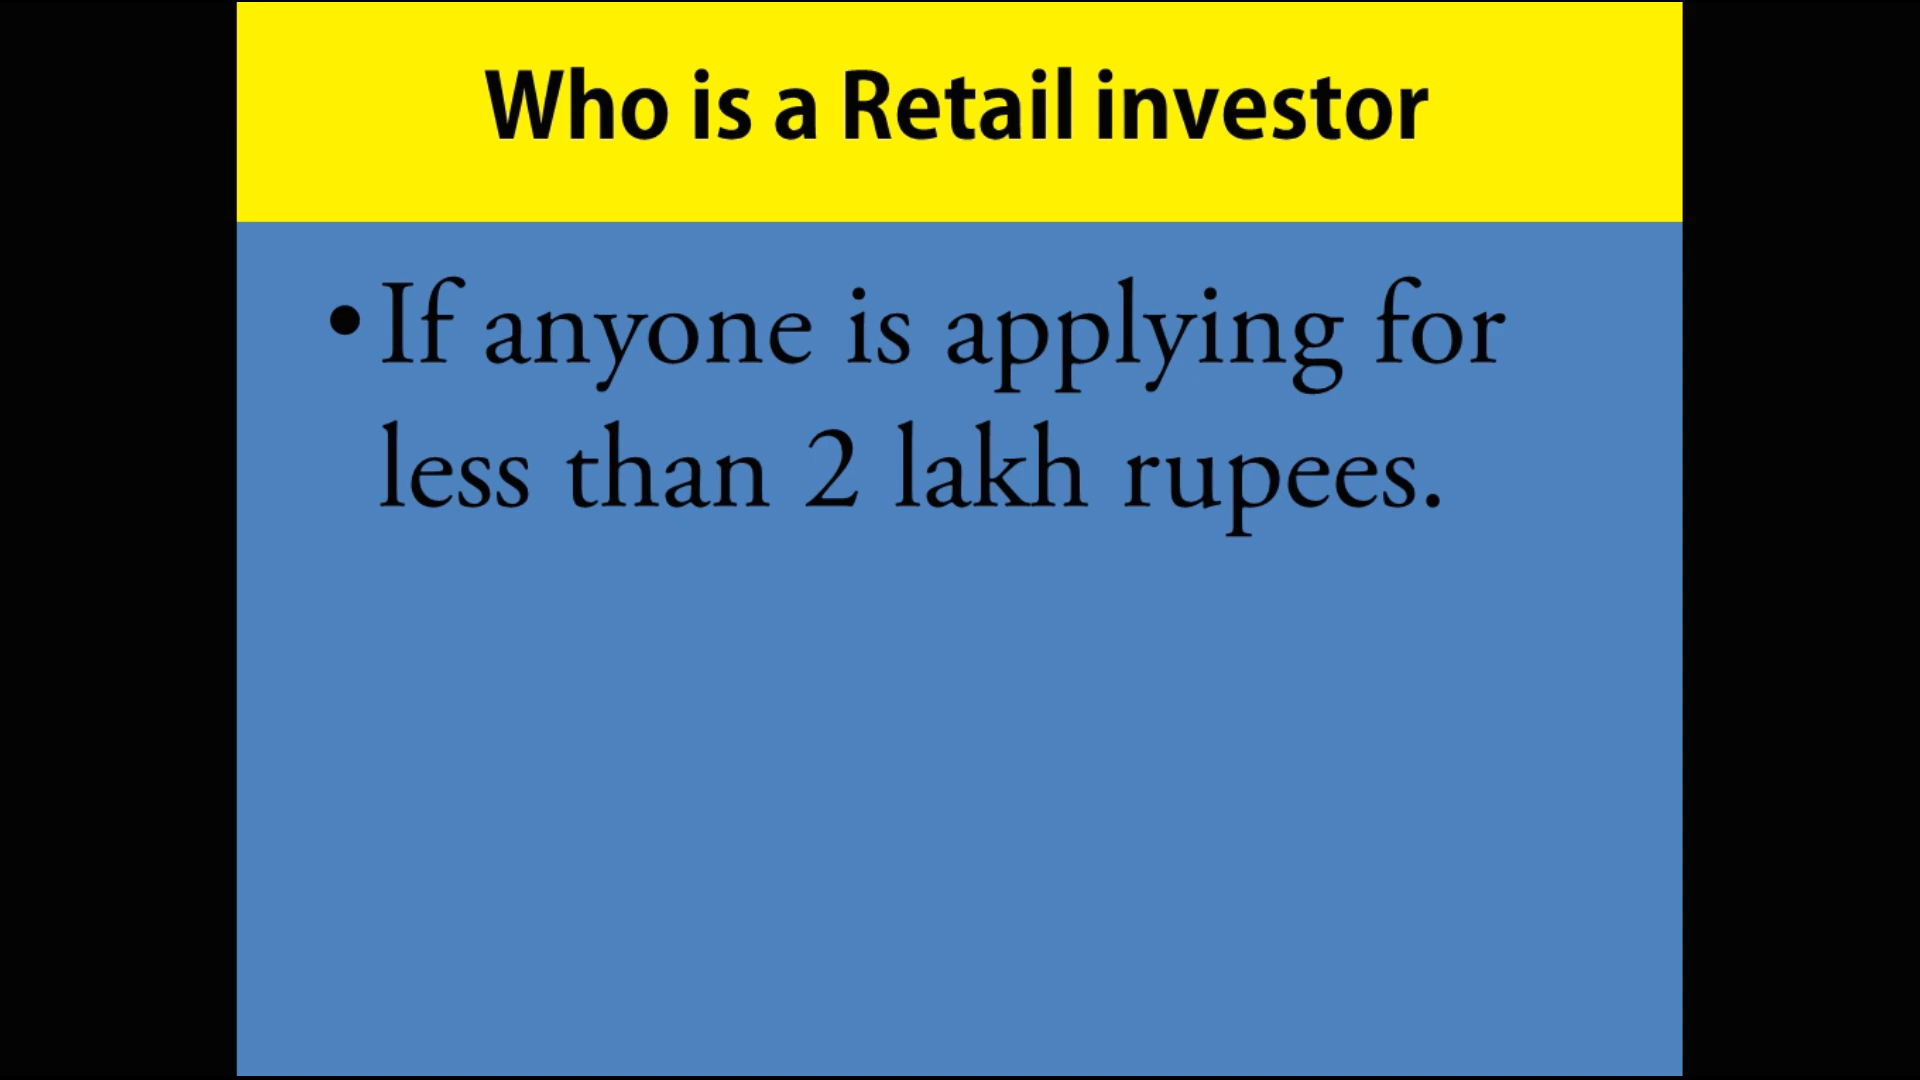 Who is a Retail investor
• If anyone is applying for
less than 2 lakh rupees.